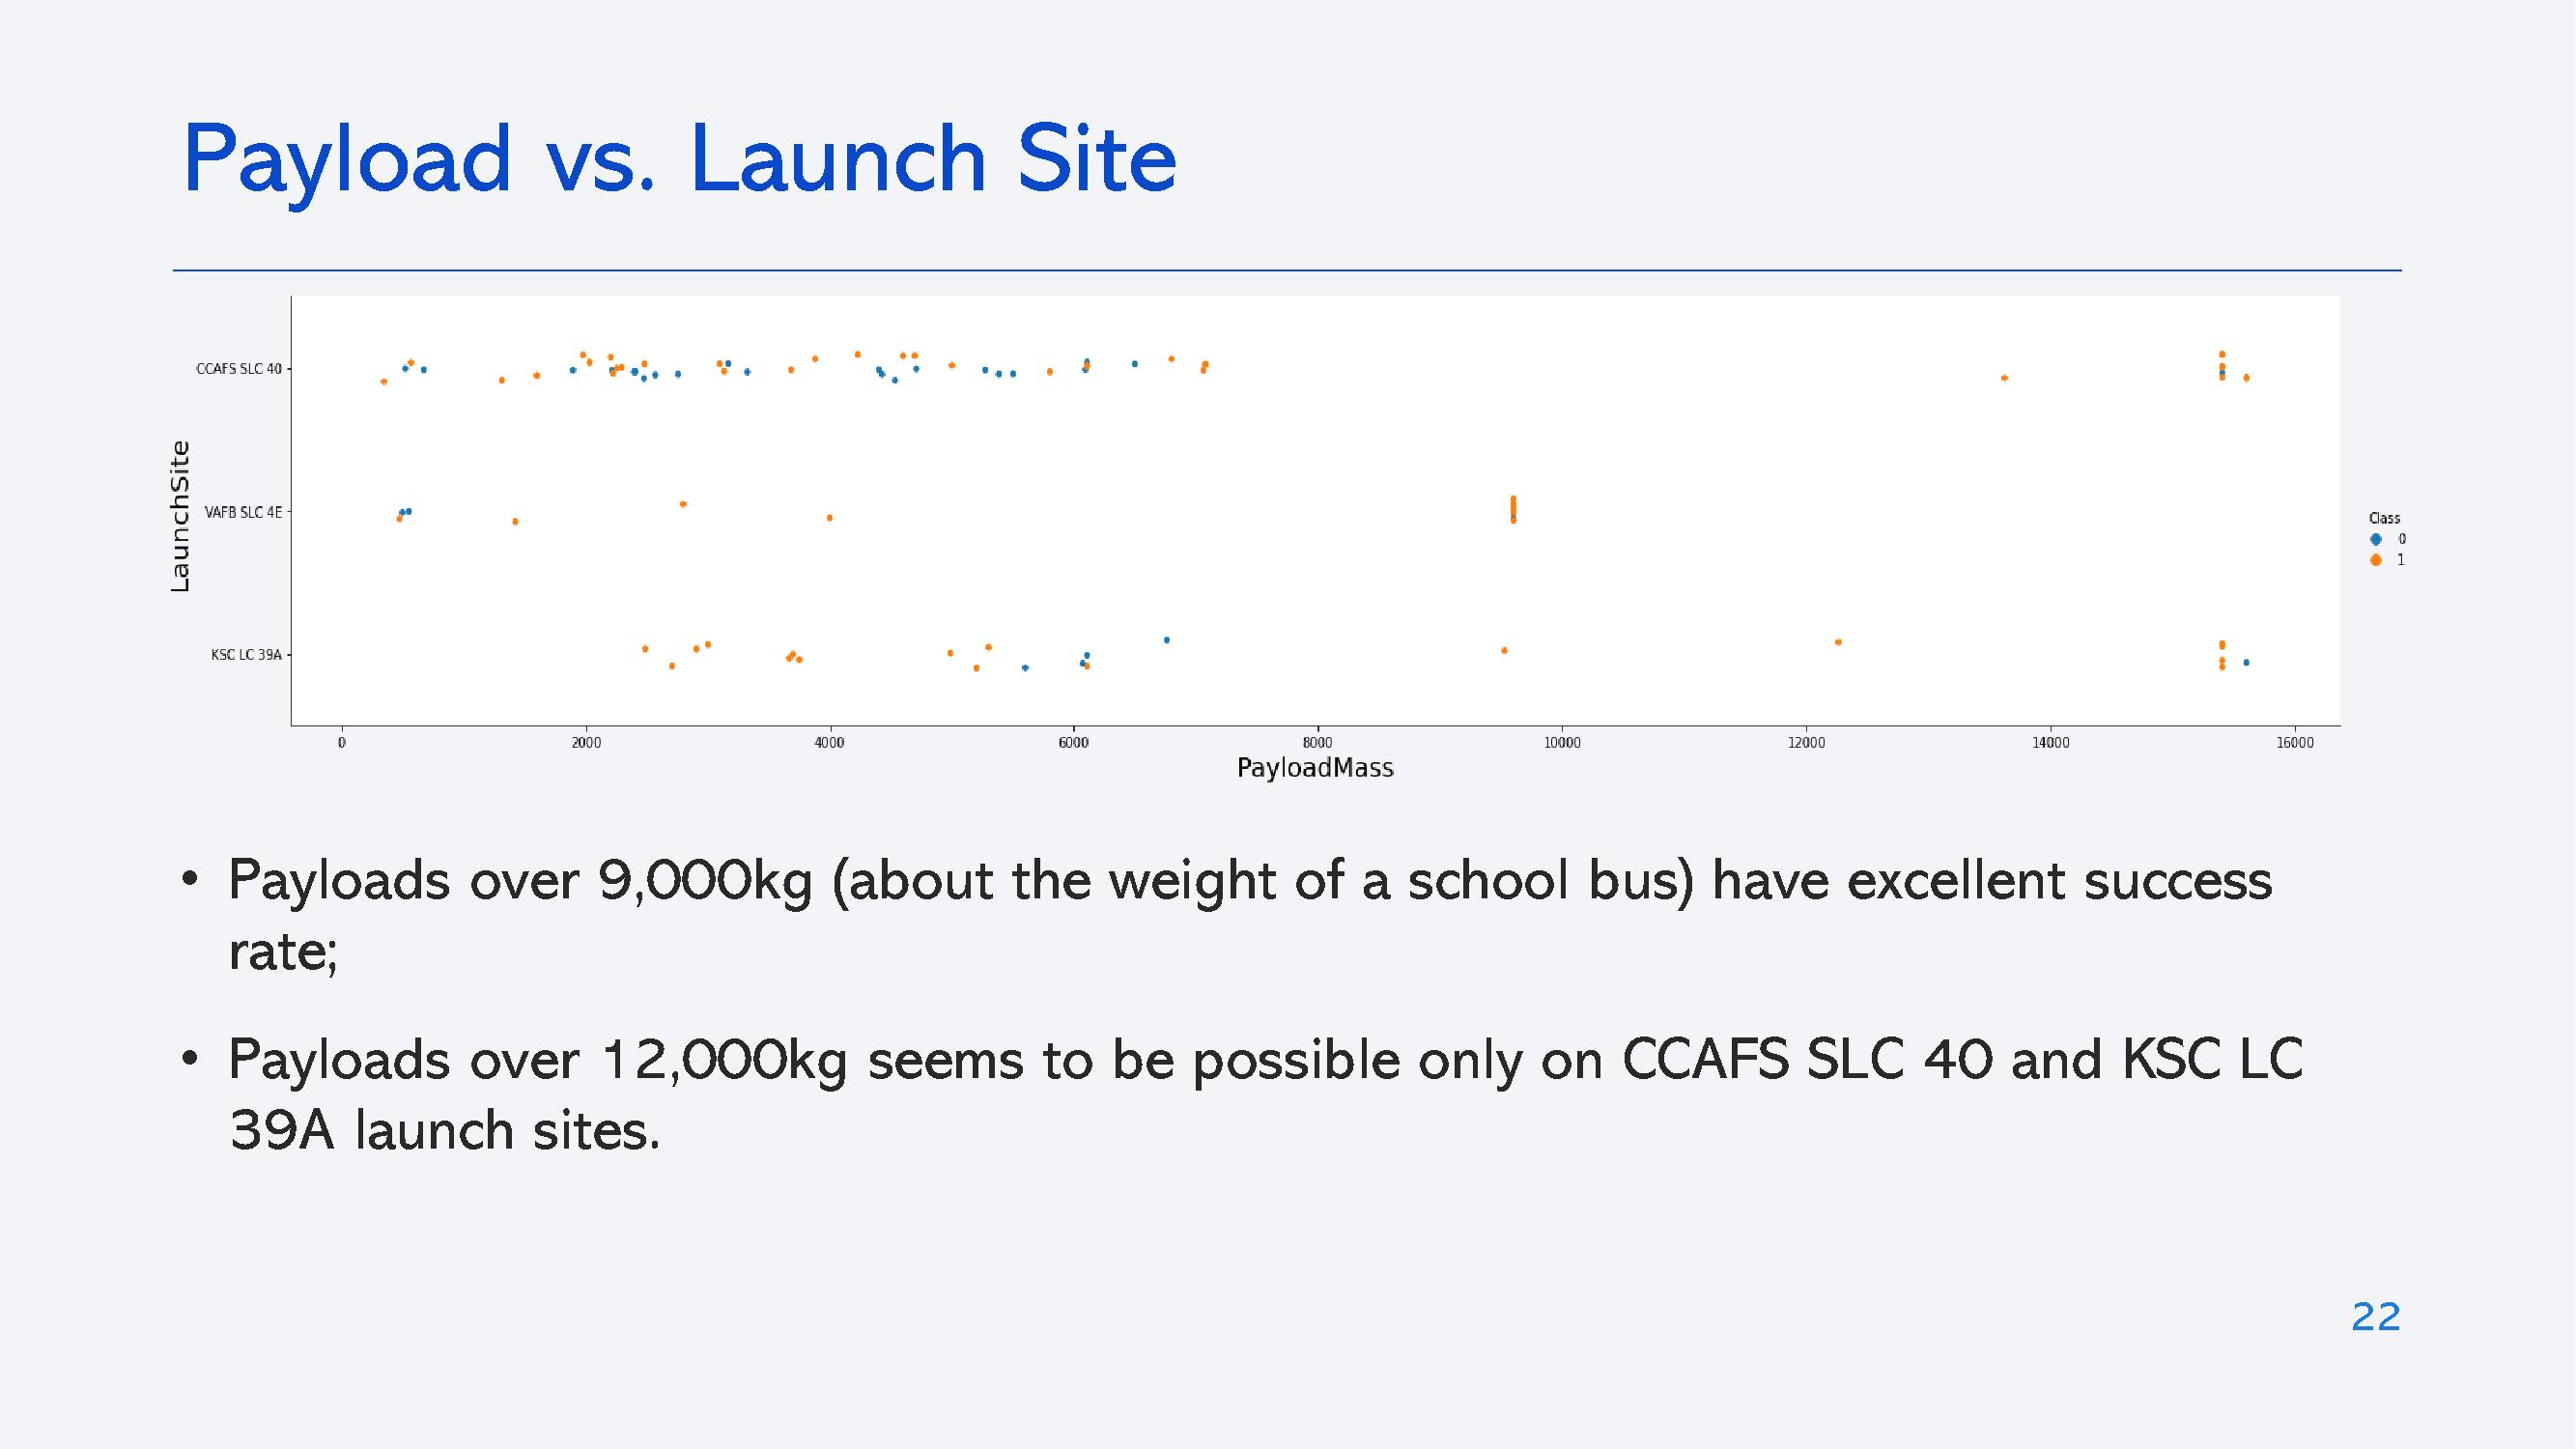 Payload vs. Launch Site
CCAFS SLC 40
VAFB SLC 4E
KSC LC 39A
LaunchSite
0 2000 4000 6000 8000 10000 12000 14000 16000
PayloadMass
Class
0
1
• Payloads over 9,000kg (about the weight of a school bus) have excellent success
rate;
• Payloads over 12,000kg seems to be possible only on CCAFS SLC 40 and KSC LC
39A launch sites.
22